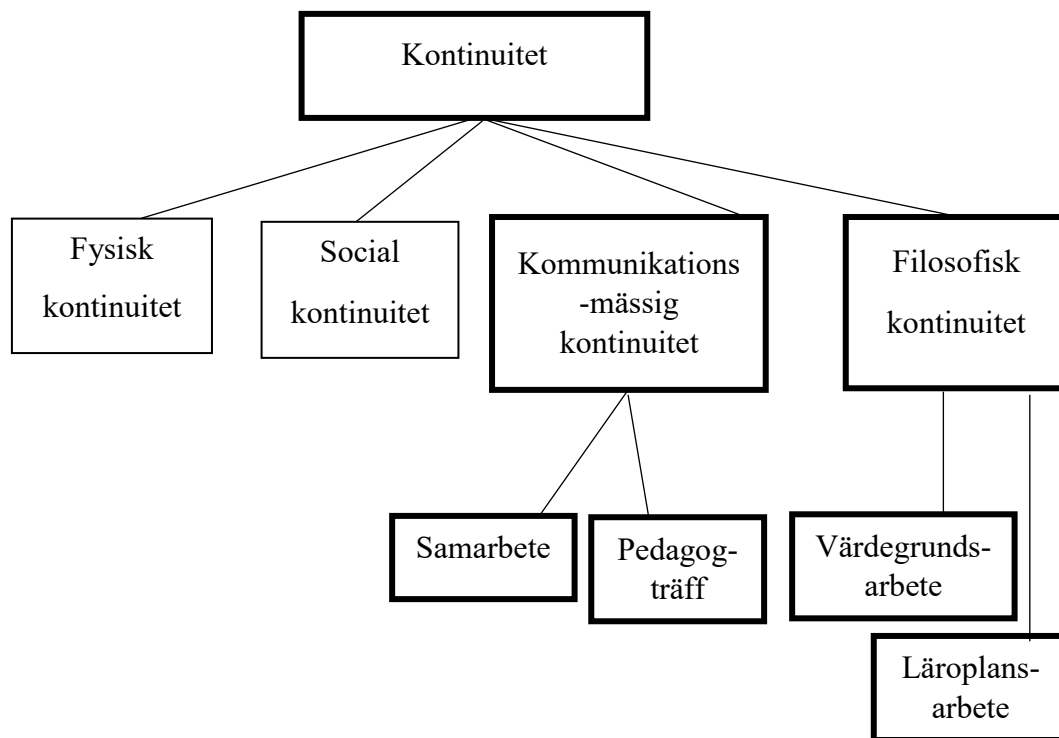 Kontinuitet
Fysisk
kontinuitet
Social
kontinuitet
Kommunikations
-mässig
kontinuitet
Filosofisk
kontinuitet
Samarbete
Pedagog-
träff
Värdegrunds-
arbete
Läroplans-
arbete